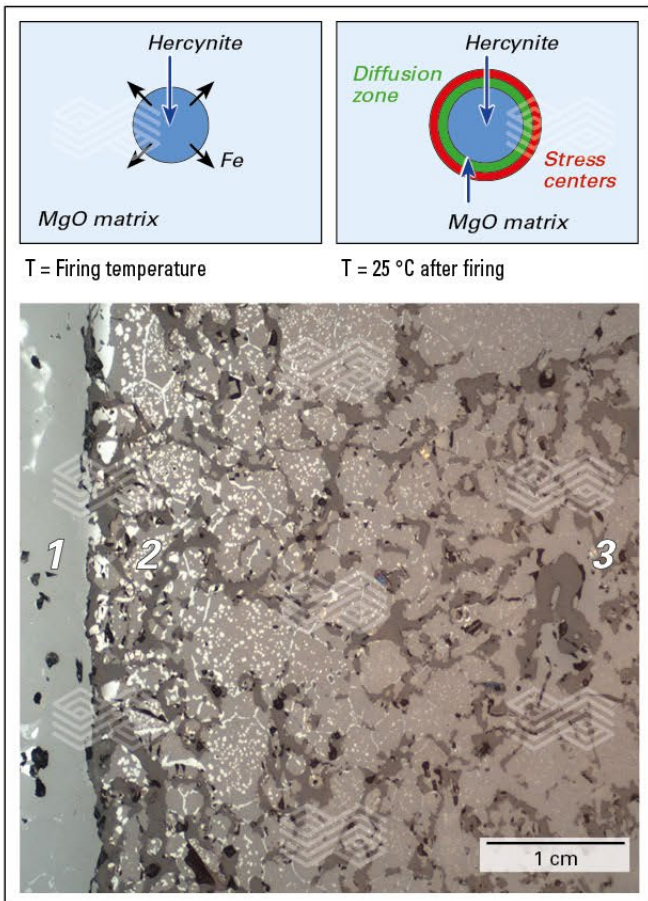 Hercynite
Fe
MgO matrix
T = Firing temperature
Hercynite
Diffusion
zone
Stress
centers
MgO matrix
T = 25 °C after firing
1
2
3
1 cm